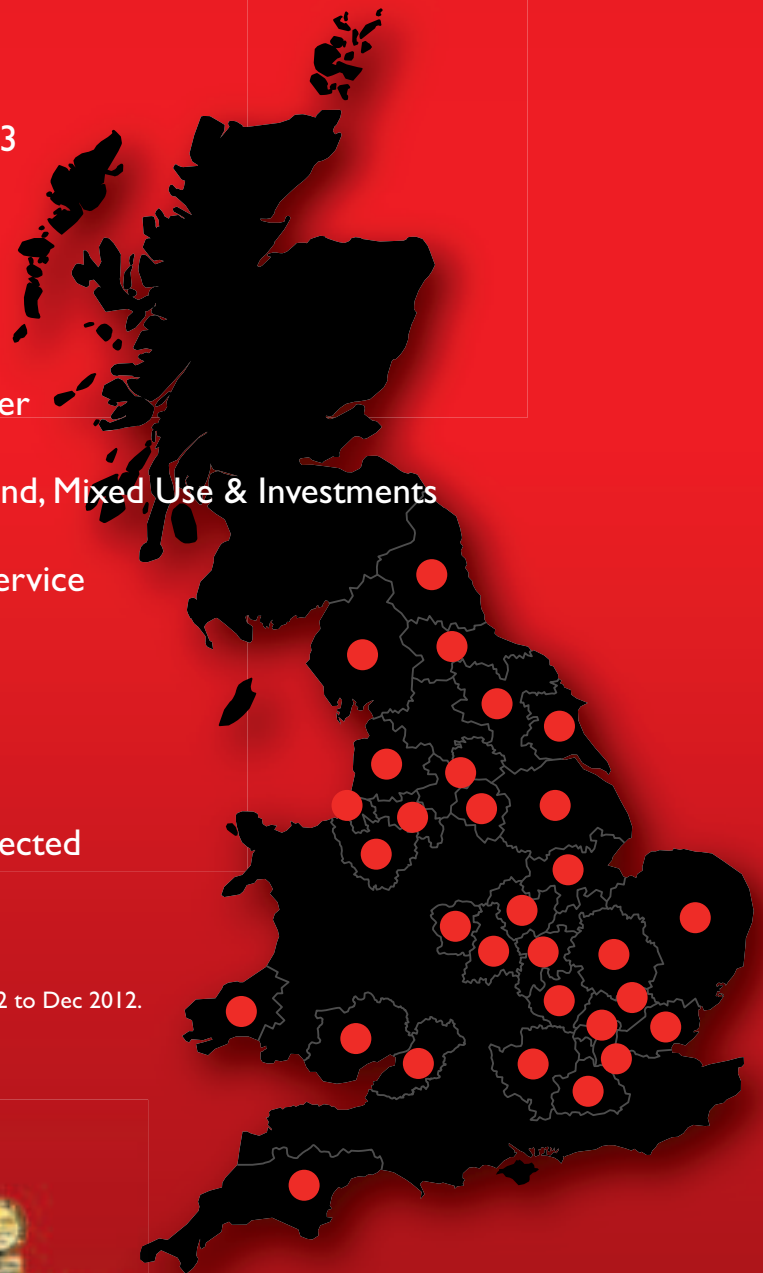 3
er
nd, Mixed Use & Investments
ervice
ected
2 to Dec 2012.